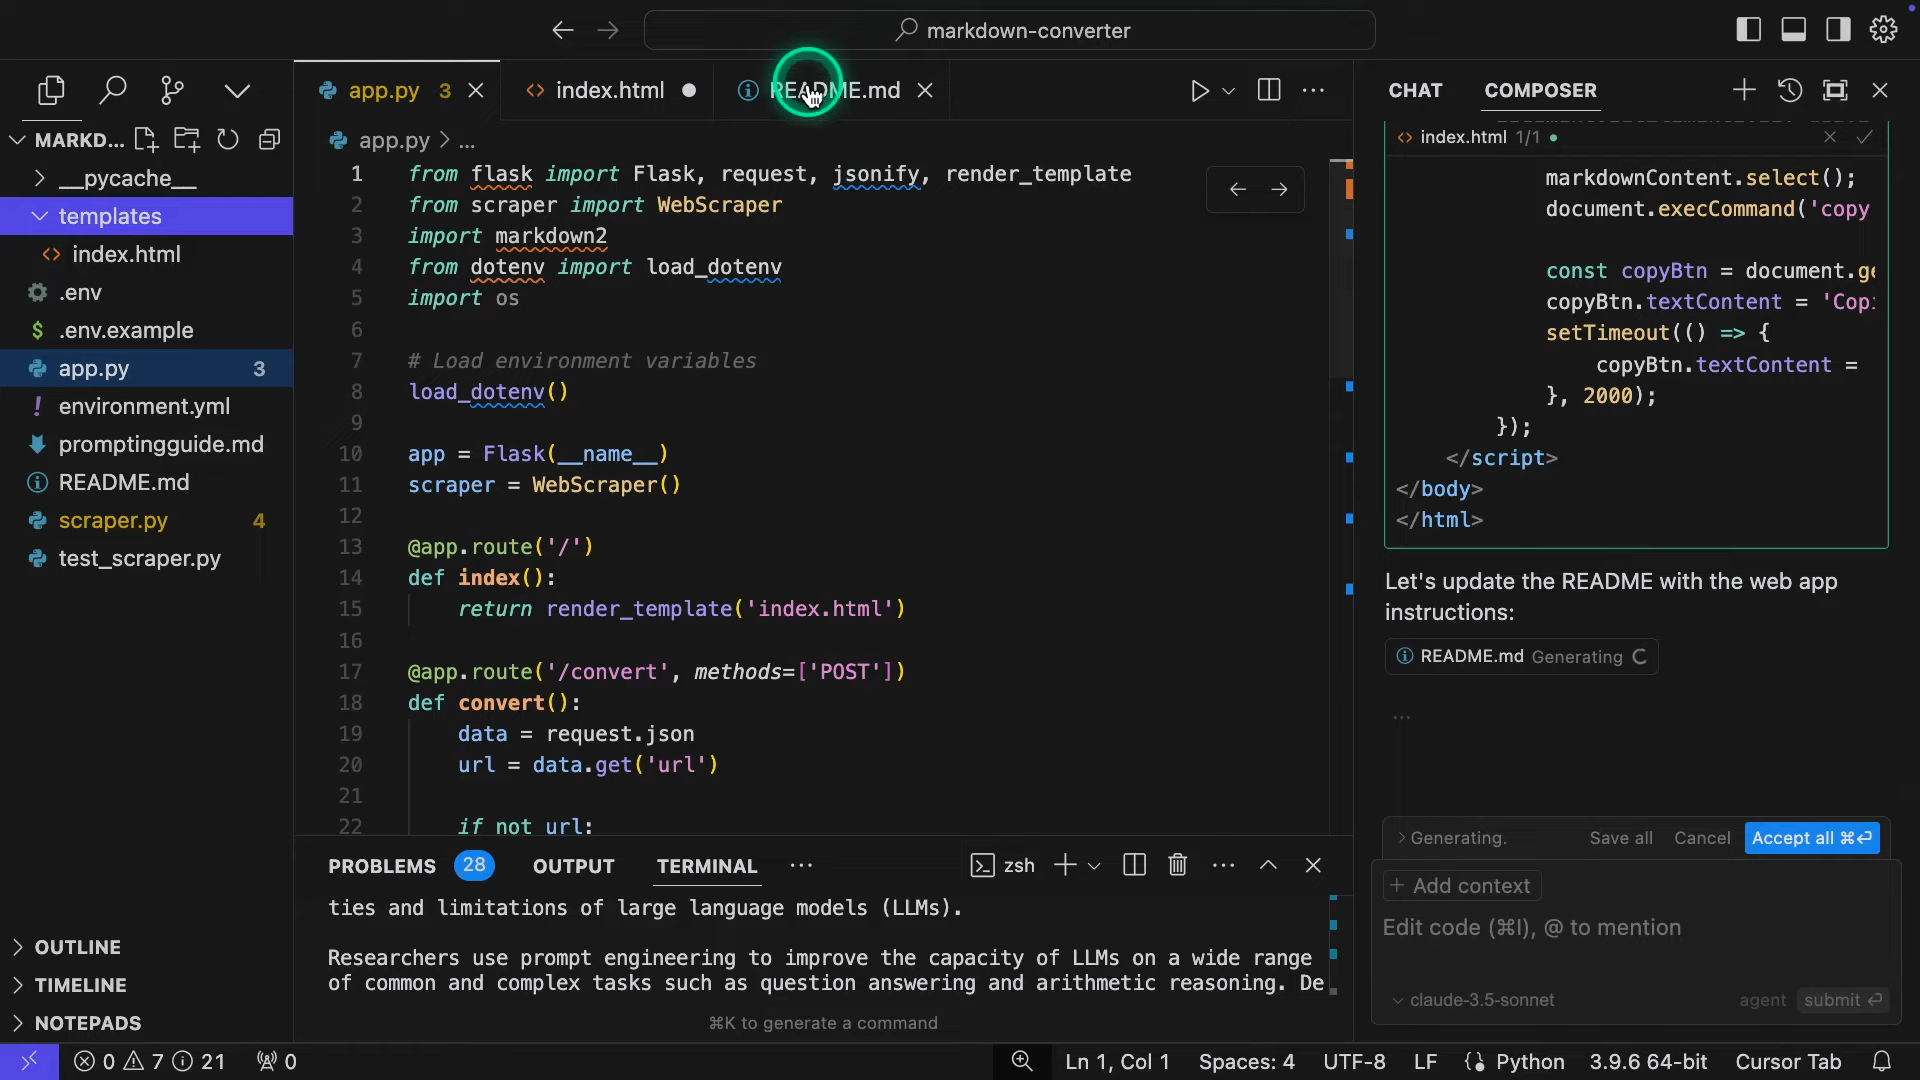 markdown-converter
app.py 3
index.html
README.md
CHAT
COMPOSER
MARKD...
__pycache__
templates
index.html
.env
$ .env.example
app.py 3
! environment.yml
promptingguide.md
README.md
scraper.py 4
test_scraper.py
OUTLINE
TIMELINE
NOTEPADS
app.py > ...
1 from flask import Flask, request, jsonify, render_template
2 from scraper import WebScraper
3 import markdown2
4 from dotenv import load_dotenv
5 import os
6
7 # Load environment variables
8 load_dotenv()
9
10 app = Flask(__name__)
11 scraper = WebScraper()
12
13 @app.route('/')
14 def index():
15 return render_template('index.html')
16
17 @app.route('/convert', methods=['POST'])
18 def convert():
19 data = request.json
20 url = data.get('url')
21
22 if not url:
PROBLEMS 28 OUTPUT TERMINAL ... zsh
ties and limitations of large language models (LLMs).
Researchers use prompt engineering to improve the capacity of LLMs on a wide range
of common and complex tasks such as question answering and arithmetic reasoning. De
⌘K to generate a command
index.html 1/1
markdownContent.select();
document.execCommand('copy
const copyBtn = document.ge
copyBtn.textContent = 'Cop
setTimeout(() => {
copyBtn.textContent =
}, 2000);
});
</script>
</body>
</html>
Let's update the README with the web app
instructions:
README.md Generating
...
> Generating. Save all Cancel Accept all ⌘⏎
+ Add context
Edit code (⌘I), @ to mention
claude-3.5-sonnet agent submit ⏎
0 7 21 0
Ln 1, Col 1 Spaces: 4 UTF-8 LF Python 3.9.6 64-bit Cursor Tab